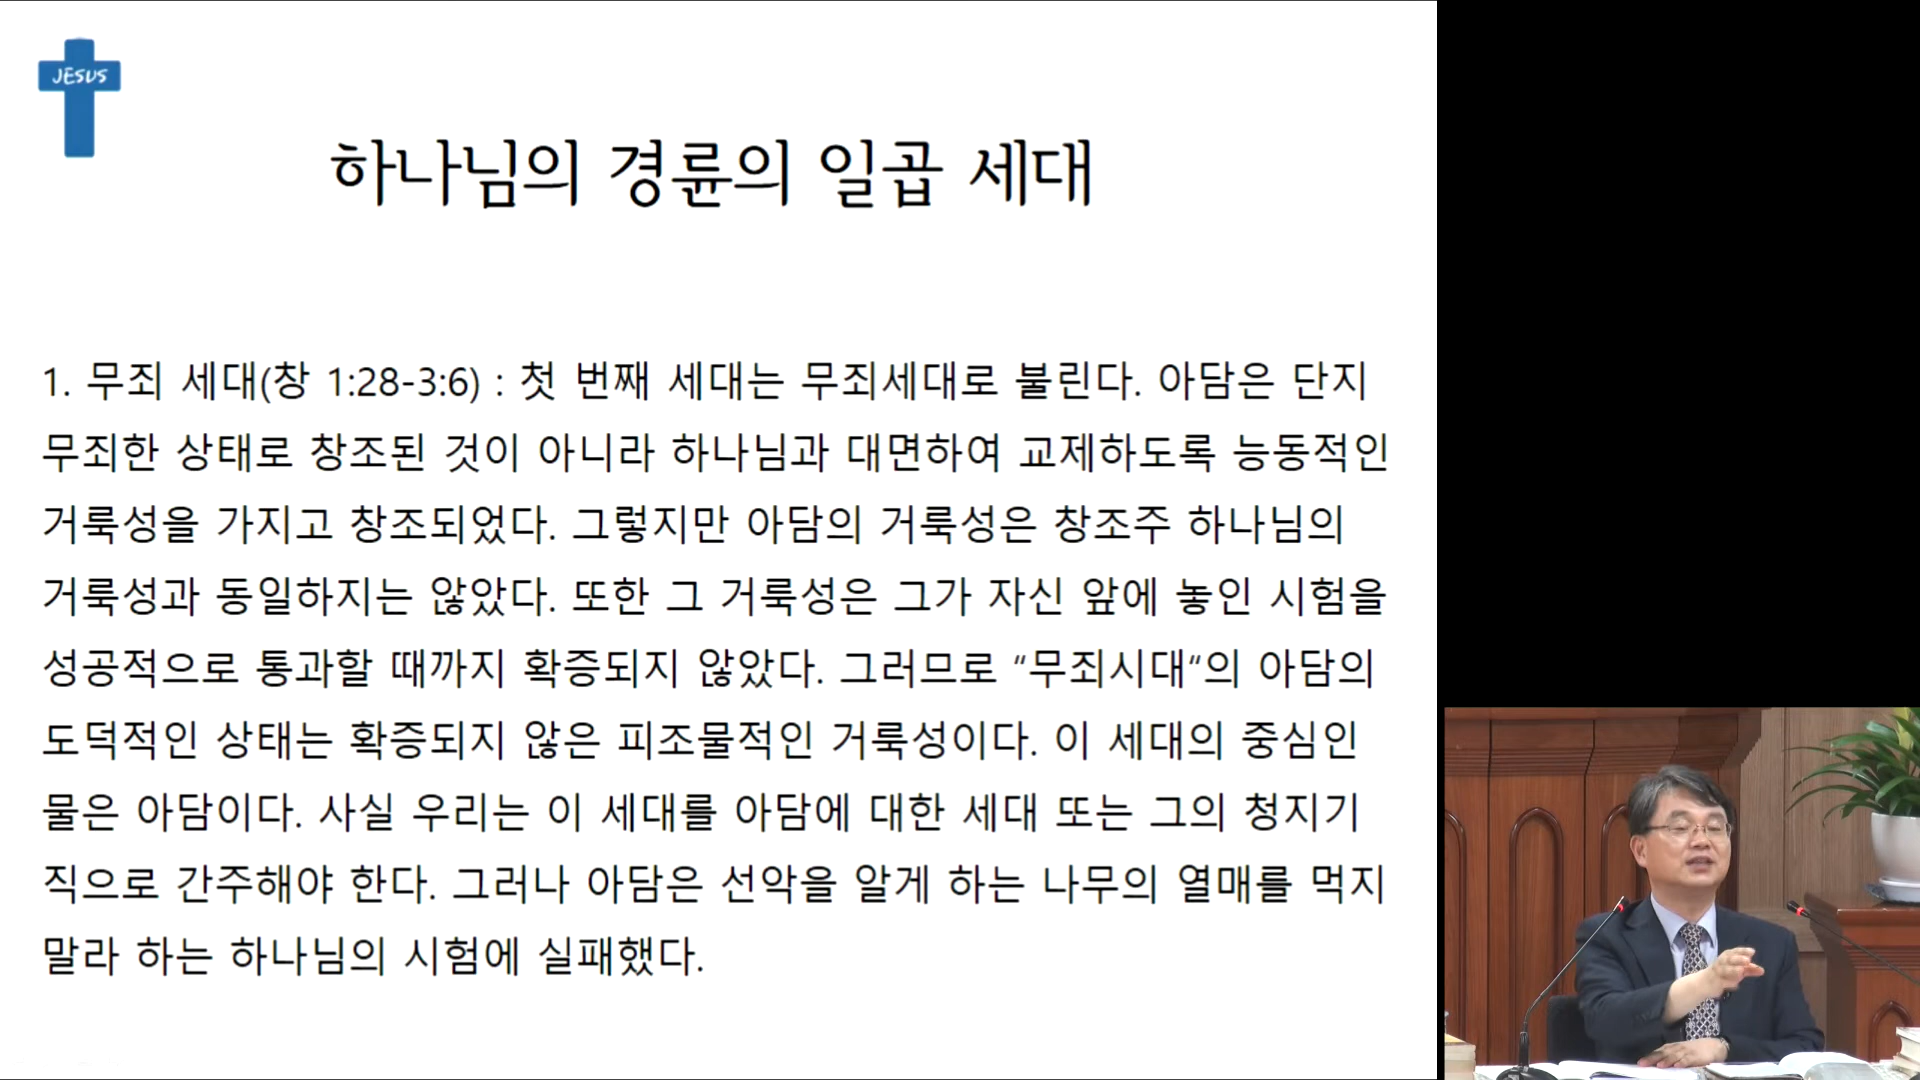 JESUS
하나님의 경륜의 일곱 세대
1. 무죄 세대(창 1:28-3:6) : 첫 번째 세대는 무죄세대로 불린다. 아담은 단지
무죄한 상태로 창조된 것이 아니라 하나님과 대면하여 교제하도록 능동적인
거룩성을 가지고 창조되었다. 그렇지만 아담의 거룩성은 창조주 하나님의
거룩성과 동일하지는 않았다. 또한 그 거룩성은 그가 자신 앞에 놓인 시험을
성공적으로 통과할 때까지 확증되지 않았다. 그러므로 “무죄시대“의 아담의
도덕적인 상태는 확증되지 않은 피조물적인 거룩성이다. 이 세대의 중심인
물은 아담이다. 사실 우리는 이 세대를 아담에 대한 세대 또는 그의 청지기
직으로 간주해야 한다. 그러나 아담은 선악을 알게 하는 나무의 열매를 먹지
말라 하는 하나님의 시험에 실패했다.